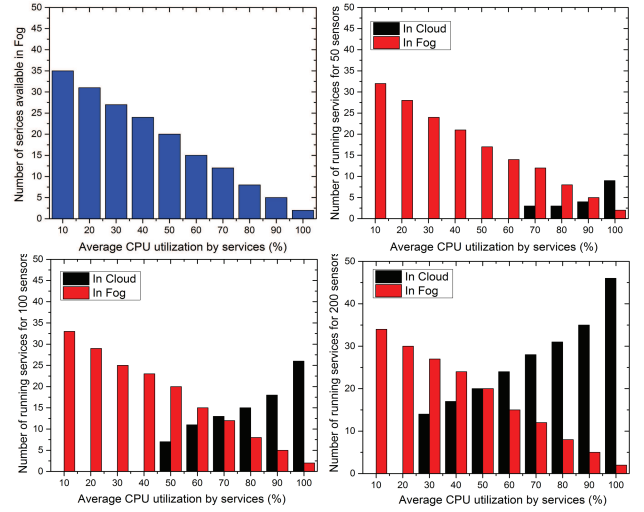 Number of serices available in Fog
50
45
40
35
30
25
20
15
10
5
0
10 20 30 40 50 60 70 80 90 100
Average CPU utilization by services (%)
Number of running services for 50 sensors
50
45
40
35
30
25
20
15
10
5
0
In Cloud
In Fog
10 20 30 40 50 60 70 80 90 100
Average CPU utilization by services (%)
Number of running services for 100 sensors
50
45
40
35
30
25
20
15
10
5
0
In Cloud
In Fog
10 20 30 40 50 60 70 80 90 100
Average CPU utilization by services (%)
Number of running services for 200 sensors
50
40
30
20
10
0
In Cloud
In Fog
10 20 30 40 50 60 70 80 90 100
Average CPU utilization by services (%)